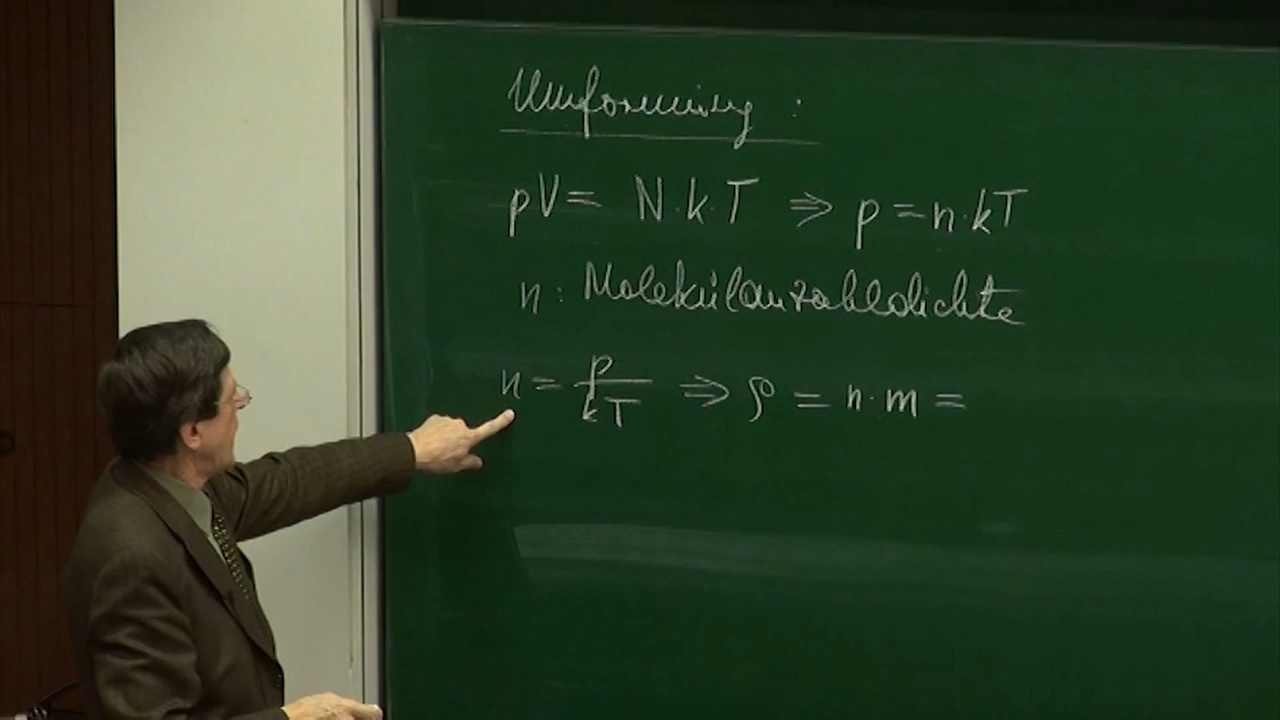 Umformung :
pV = N·k·T ⇒ p = n·kT
n : Molekülanzahldichte
n = p/kT ⇒ ρ = n·m =